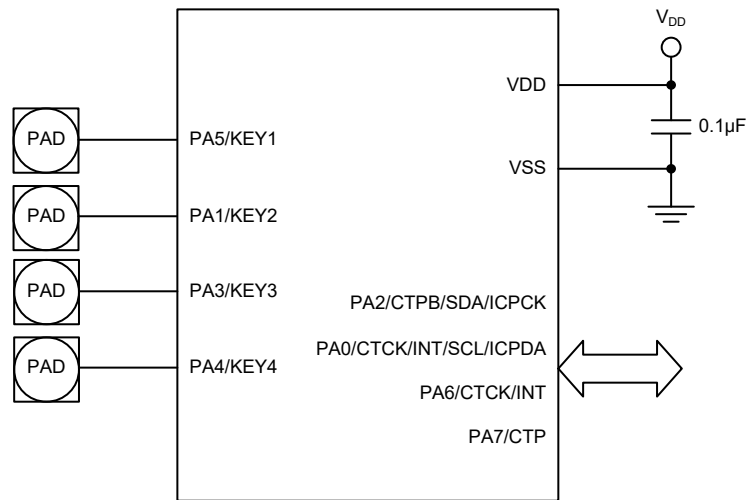 V_DD
VDD
PAD
PA5/KEY1
0.1µF
VSS
PAD
PA1/KEY2
PAD
PA3/KEY3
PA2/CTPB/SDA/ICPCK
PA0/CTCK/INT/SCL/ICPDA
PAD
PA4/KEY4
PA6/CTCK/INT
PA7/CTP